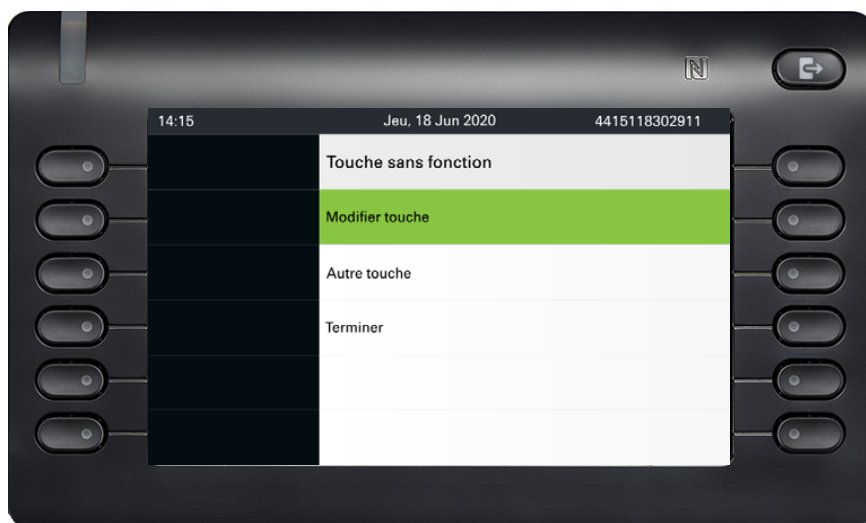 14:15 Jeu, 18 Jun 2020 4415118302911
Touche sans fonction
Modifier touche
Autre touche
Terminer